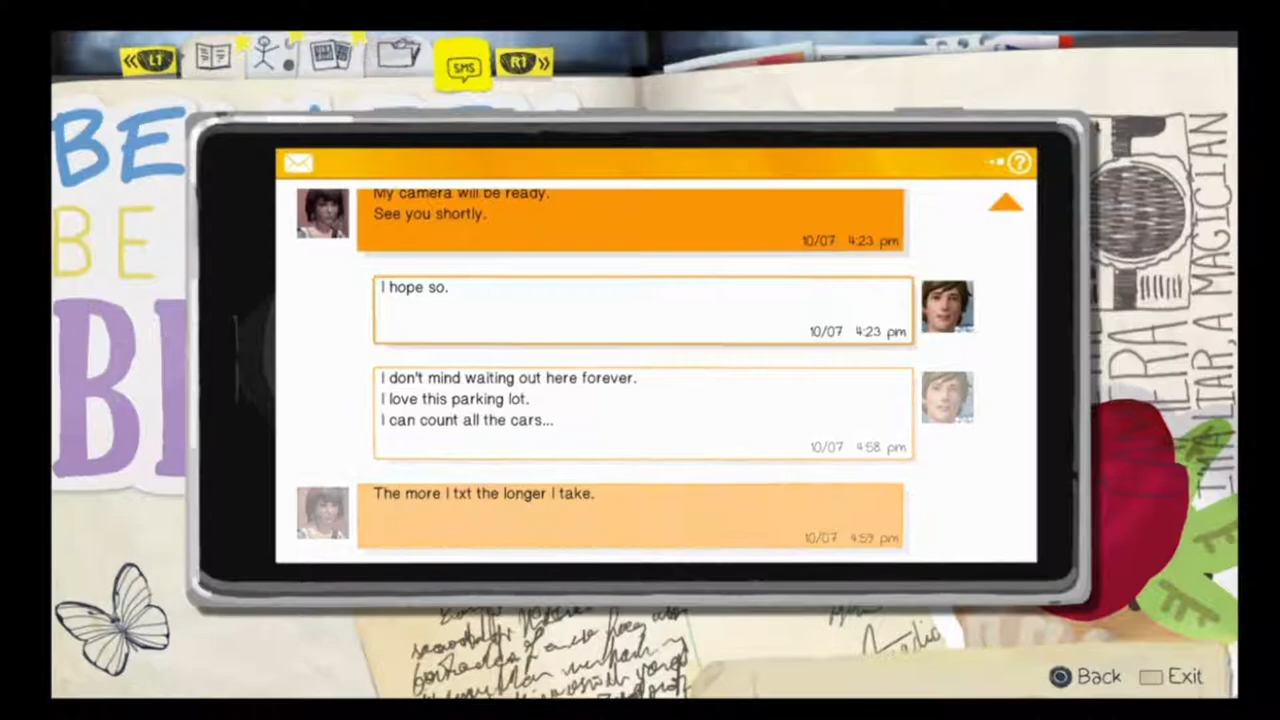 L1
SMS
R1
BE
BE
My camera will be ready.
See you shortly.
10/07 4:23 pm
I hope so.
10/07 4:23 pm
I don't mind waiting out here forever.
I love this parking lot.
I can count all the cars...
10/07 4:58 pm
The more I txt the longer I take.
10/07 4:59 pm
LIAR, A MAGICIAN
Back
Exit